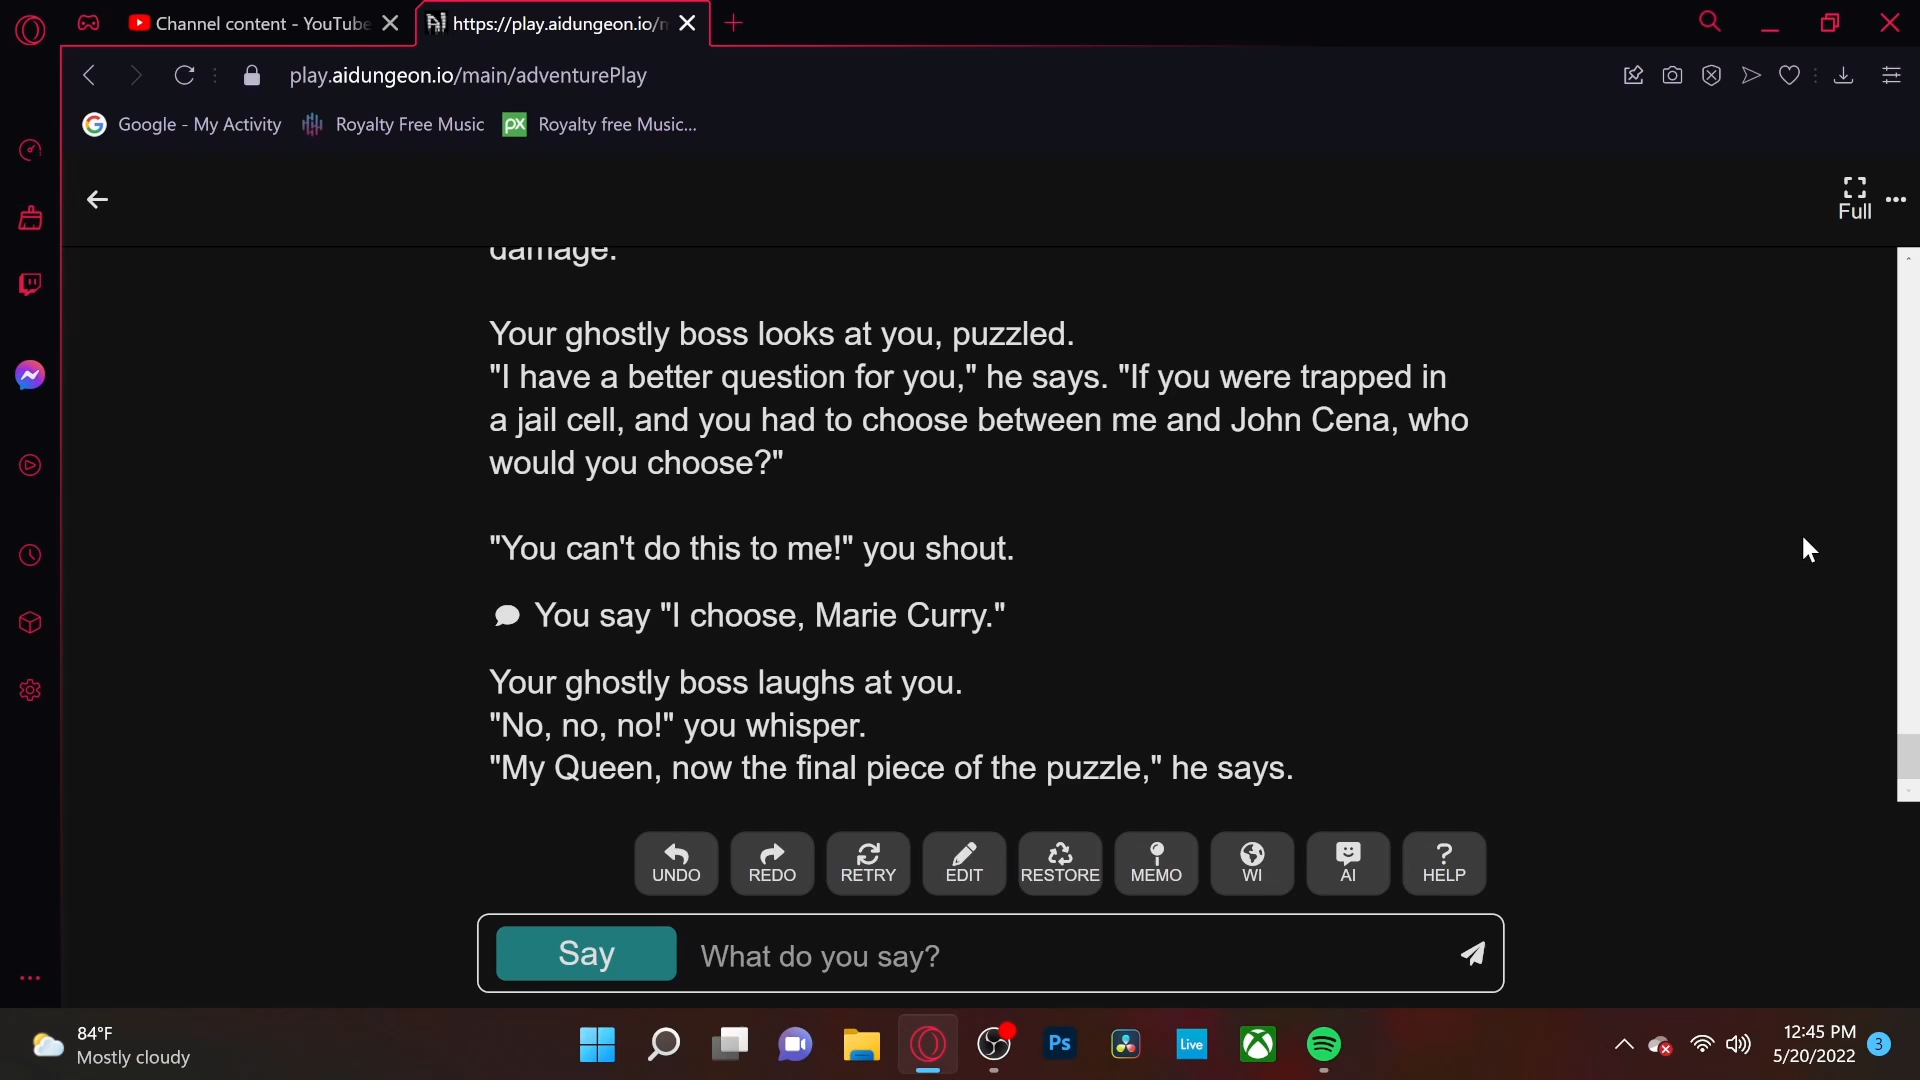 Channel content - YouTube
https://play.aidungeon.io/m
play.aidungeon.io/main/adventurePlay
Google - My Activity
Royalty Free Music
px
Royalty free Music...
Full
damage.
Your ghostly boss looks at you, puzzled.
"I have a better question for you," he says. "If you were trapped in
a jail cell, and you had to choose between me and John Cena, who
would you choose?"
"You can't do this to me!" you shout.
You say "I choose, Marie Curry."
Your ghostly boss laughs at you.
"No, no, no!" you whisper.
"My Queen, now the final piece of the puzzle," he says.
UNDO
REDO
RETRY
EDIT
RESTORE
MEMO
WI
AI
? HELP
Say
What do you say?
84°F
Mostly cloudy
Ps
Live
12:45 PM
5/20/2022
3